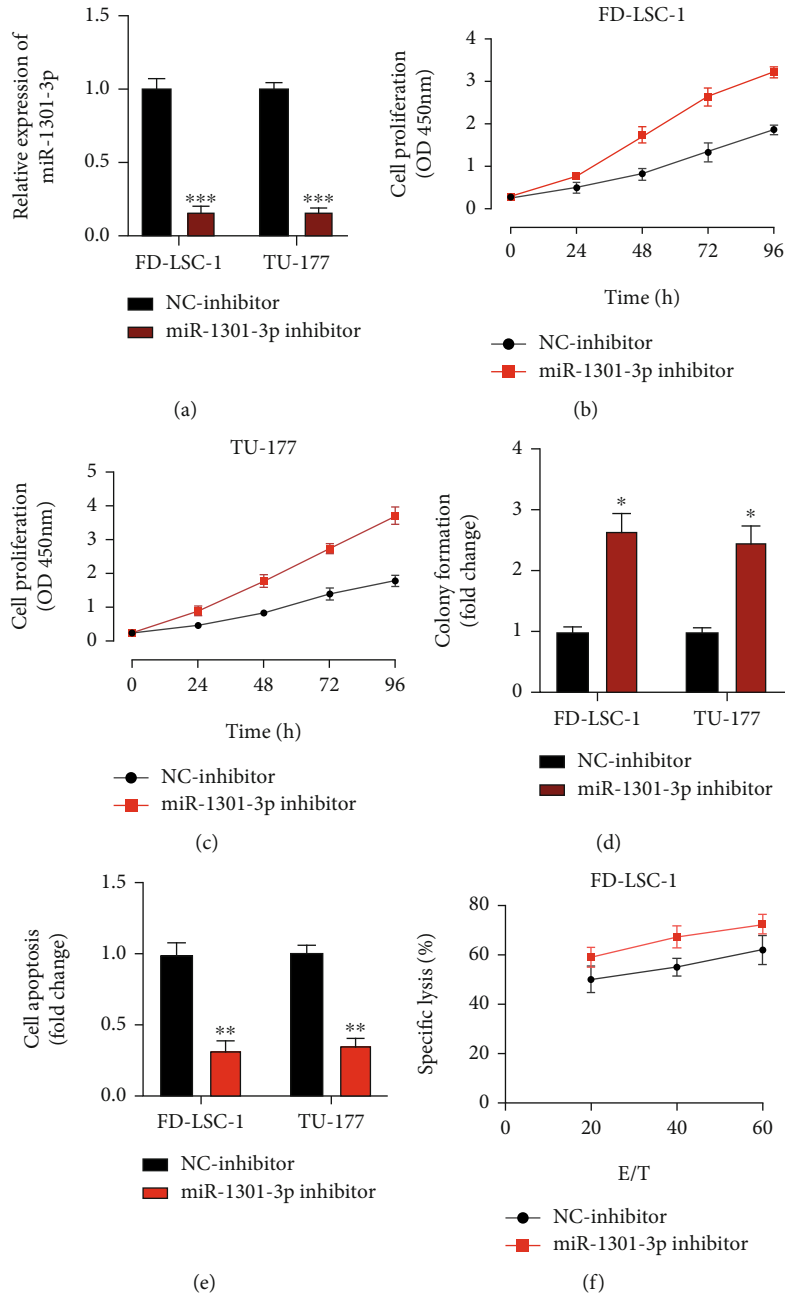 Relative expression of
miR-1301-3p
1.5
1.0
0.5
0.0
***
***
FD-LSC-1
TU-177
NC-inhibitor
miR-1301-3p inhibitor
(a)
FD-LSC-1
Cell proliferation
(OD 450nm)
4
3
2
1
0
0
24
48
72
96
Time (h)
NC-inhibitor
miR-1301-3p inhibitor
(b)
TU-177
Cell proliferation
(OD 450nm)
5
4
3
2
1
0
0
24
48
72
96
Time (h)
NC-inhibitor
miR-1301-3p inhibitor
(c)
Colony formation
(fold change)
4
3
2
1
0
*
*
FD-LSC-1
TU-177
NC-inhibitor
miR-1301-3p inhibitor
(d)
Cell apoptosis
(fold change)
1.5
1.0
0.5
0.0
**
**
FD-LSC-1
TU-177
NC-inhibitor
miR-1301-3p inhibitor
(e)
FD-LSC-1
Specific lysis (%)
80
60
40
20
0
0
20
40
60
E/T
NC-inhibitor
miR-1301-3p inhibitor
(f)